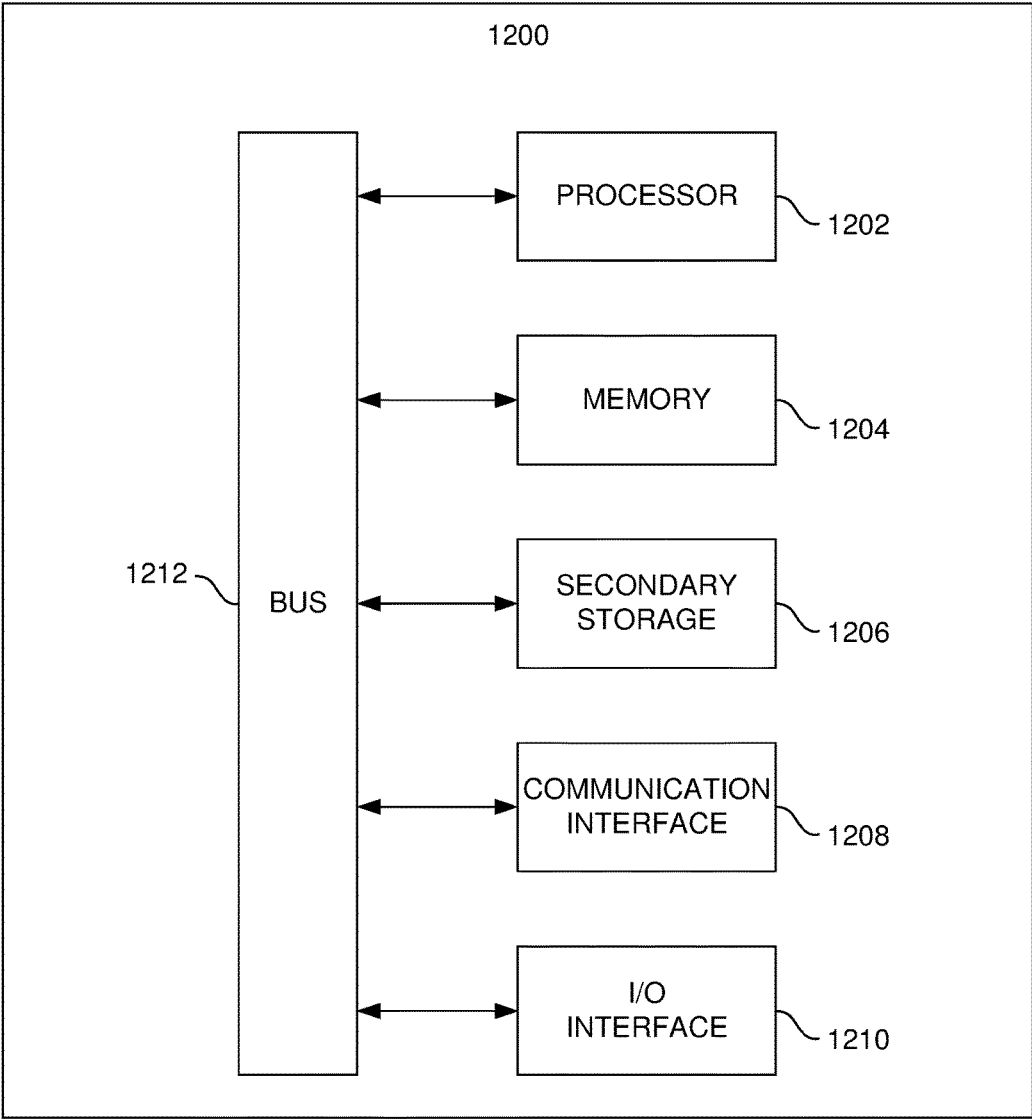 1200
PROCESSOR
1202
MEMORY
1204
1212
BUS
SECONDARY
STORAGE
1206
COMMUNICATION
INTERFACE
1208
I/O
INTERFACE
1210